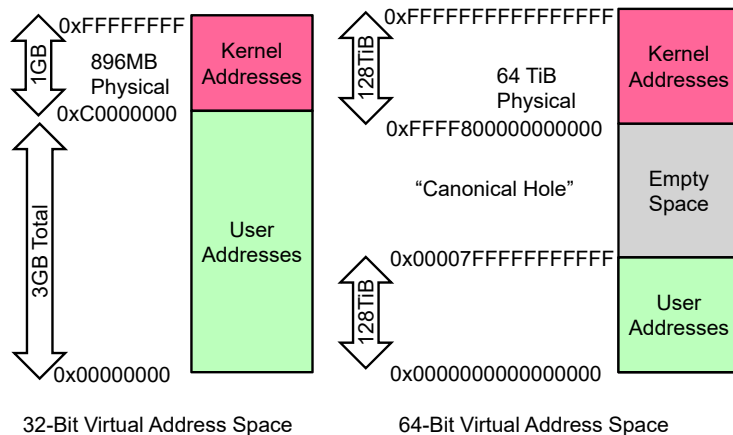 0xFFFFFFFF
1GB
896MB
Physical
Kernel
Addresses
0xC0000000
3GB Total
User
Addresses
0x00000000
32-Bit Virtual Address Space
0xFFFFFFFFFFFFFFFF
128TiB
64 TiB
Physical
Kernel
Addresses
0xFFFF800000000000
“Canonical Hole”
Empty
Space
0x00007FFFFFFFFFFF
128TiB
User
Addresses
0x0000000000000000
64-Bit Virtual Address Space